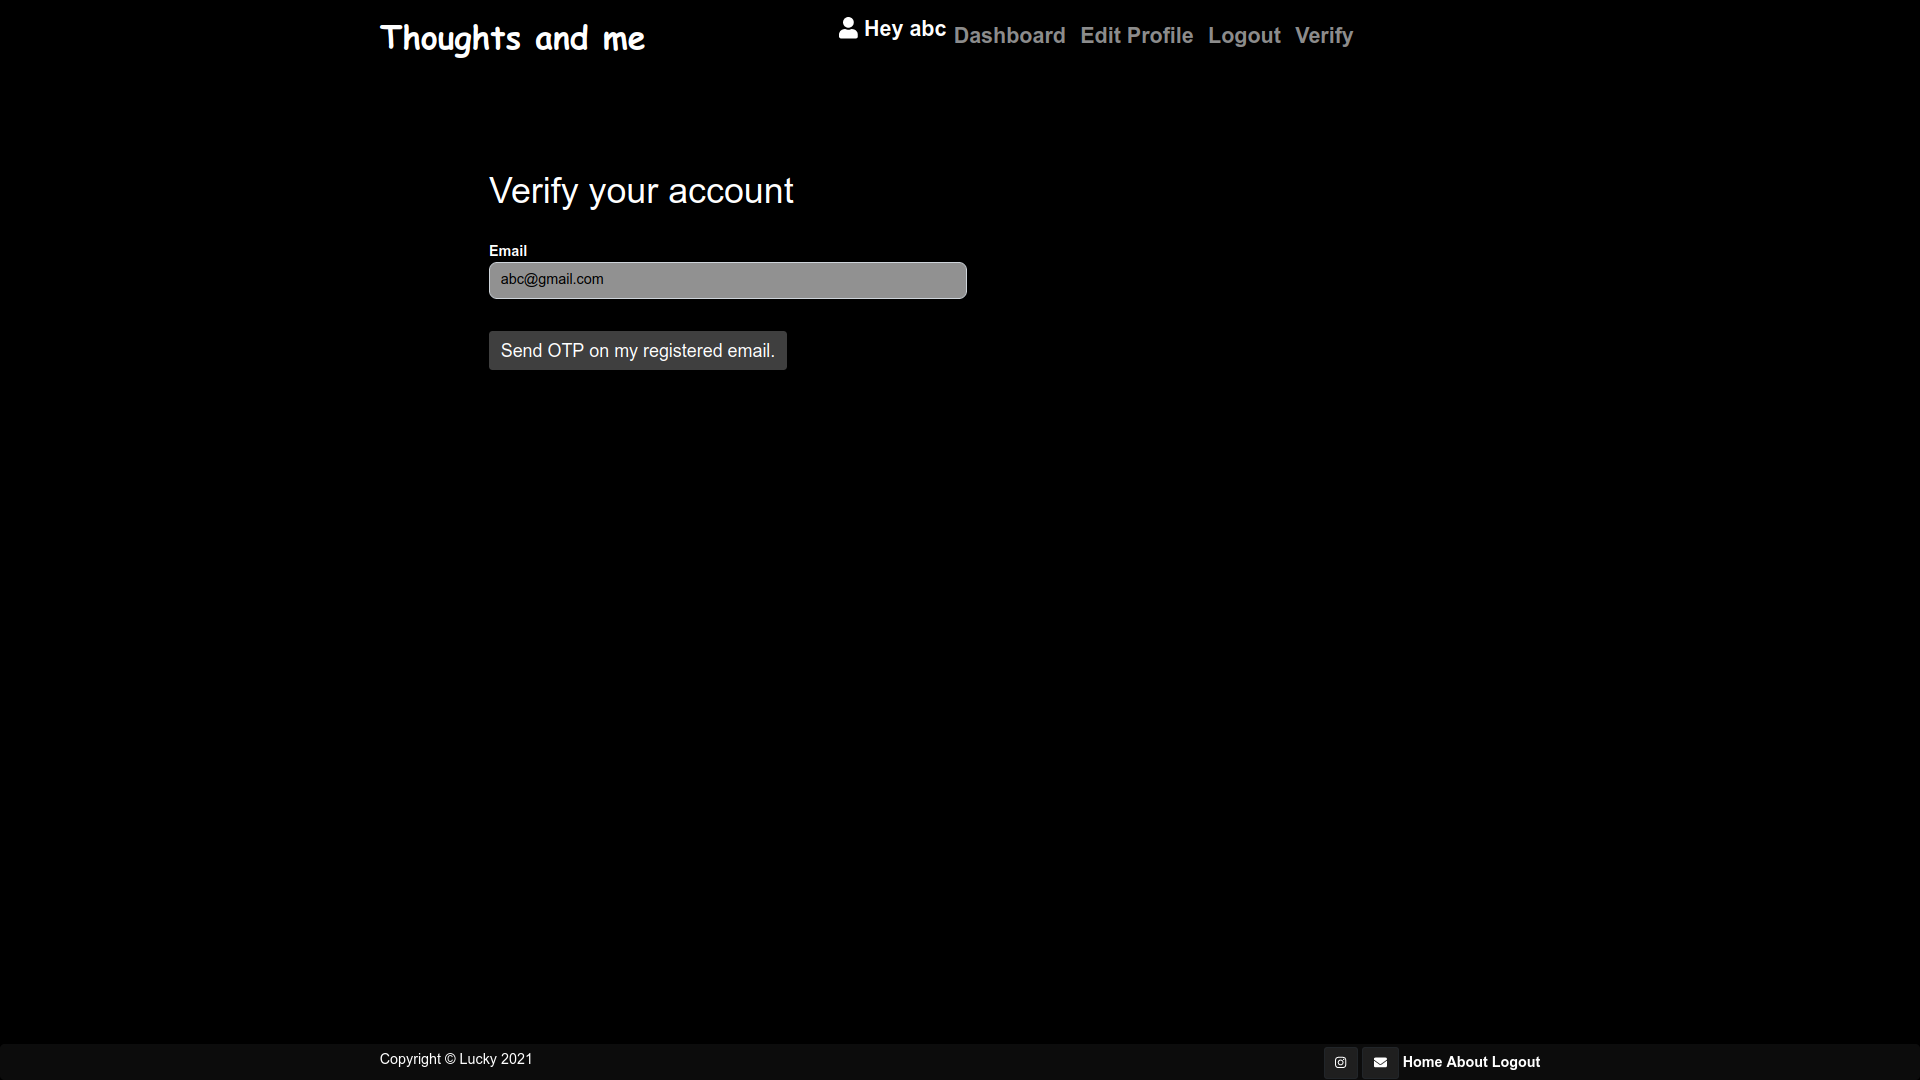 Thoughts and me
Hey abc Dashboard Edit Profile Logout Verify
Verify your account
Email
abc@gmail.com
Send OTP on my registered email.
Copyright © Lucky 2021
Home About Logout